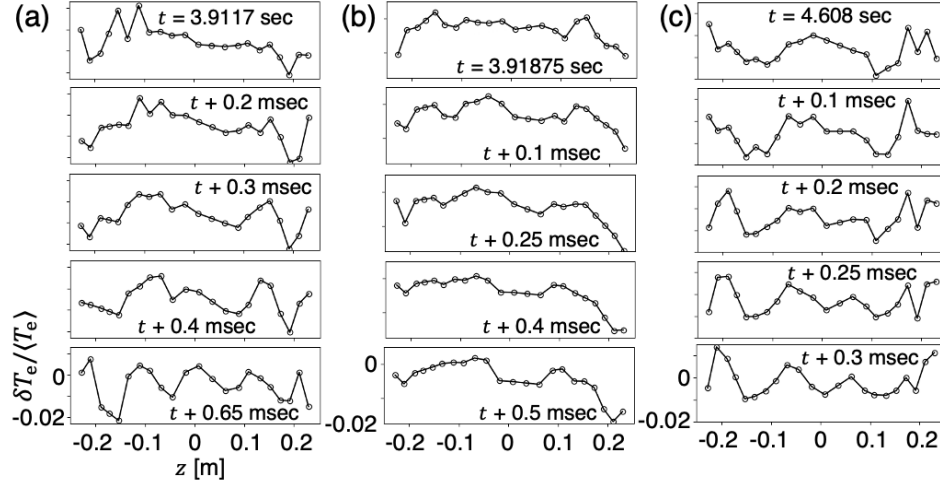 (a)
t = 3.9117 sec
t + 0.2 msec
t + 0.3 msec
t + 0.4 msec
t + 0.65 msec
δTe/⟨Te⟩
0
-0.02
-0.2 -0.1 0 0.1 0.2
z [m]
(b)
t = 3.91875 sec
t + 0.1 msec
t + 0.25 msec
t + 0.4 msec
t + 0.5 msec
0
-0.02
-0.2 -0.1 0 0.1 0.2
z [m]
(c)
t = 4.608 sec
t + 0.1 msec
t + 0.2 msec
t + 0.25 msec
t + 0.3 msec
0
-0.02
-0.2 -0.1 0 0.1 0.2
z [m]